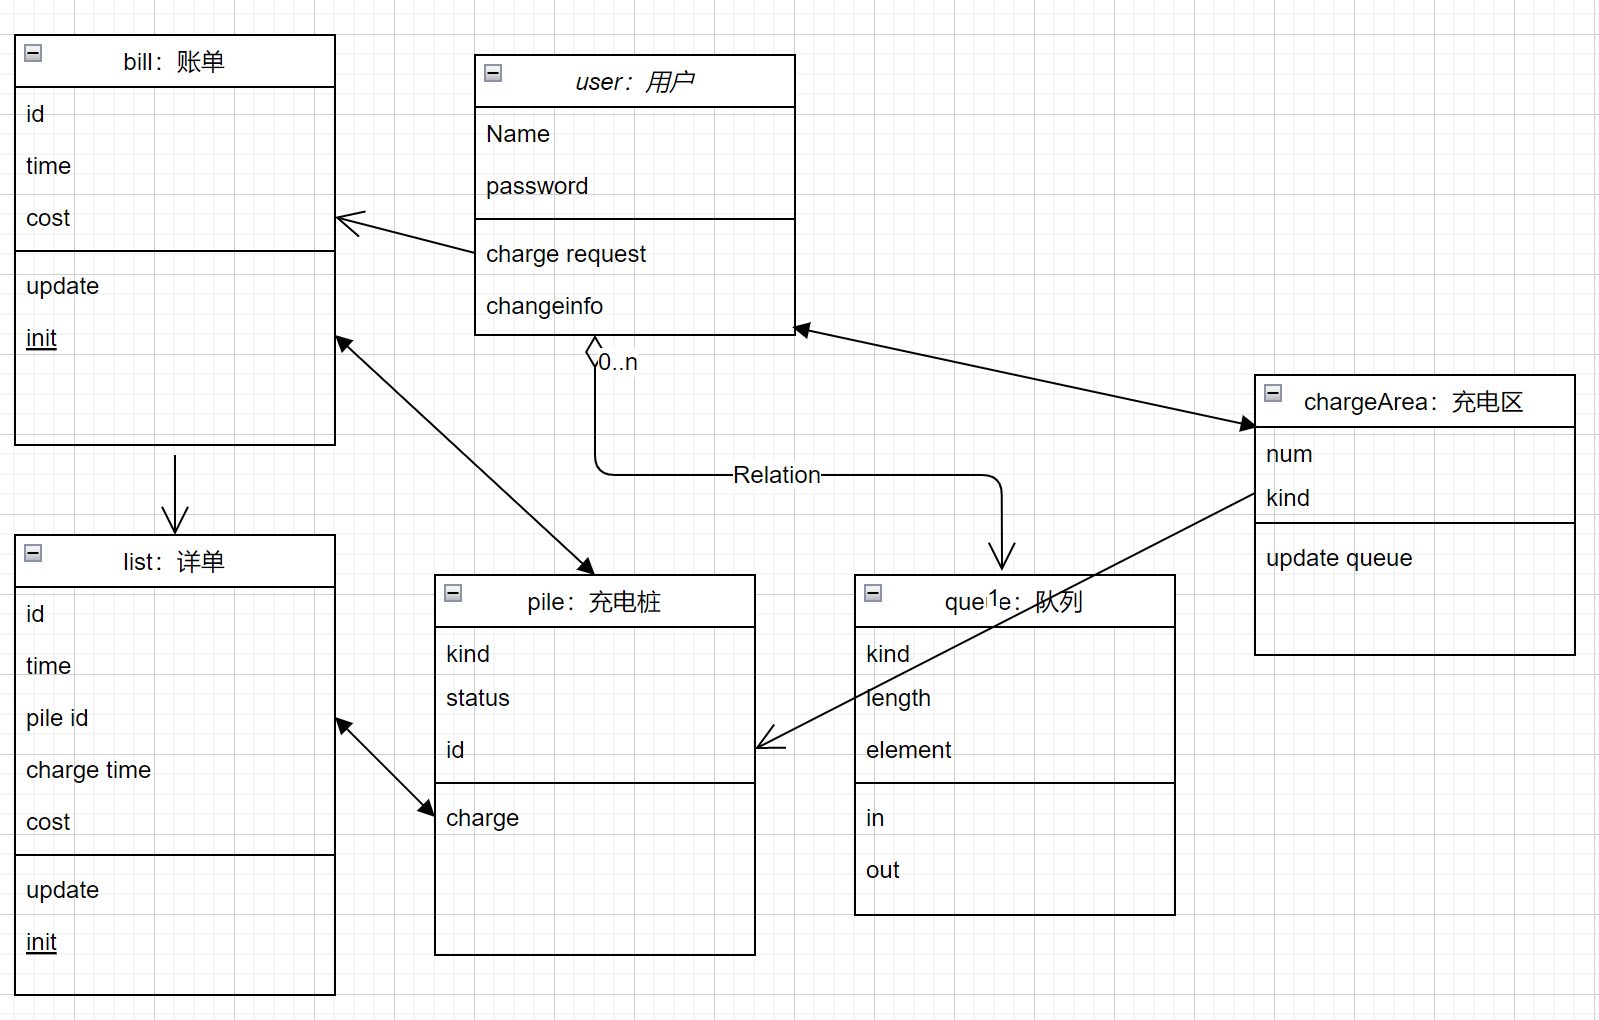 bill：账单
id
time
cost
update
init
user：用户
Name
password
charge request
changeinfo
0..n
Relation
chargeArea：充电区
num
kind
update queue
list：详单
id
time
pile id
charge time
cost
update
init
pile：充电桩
kind
status
id
charge
queue：队列
1
kind
length
element
in
out